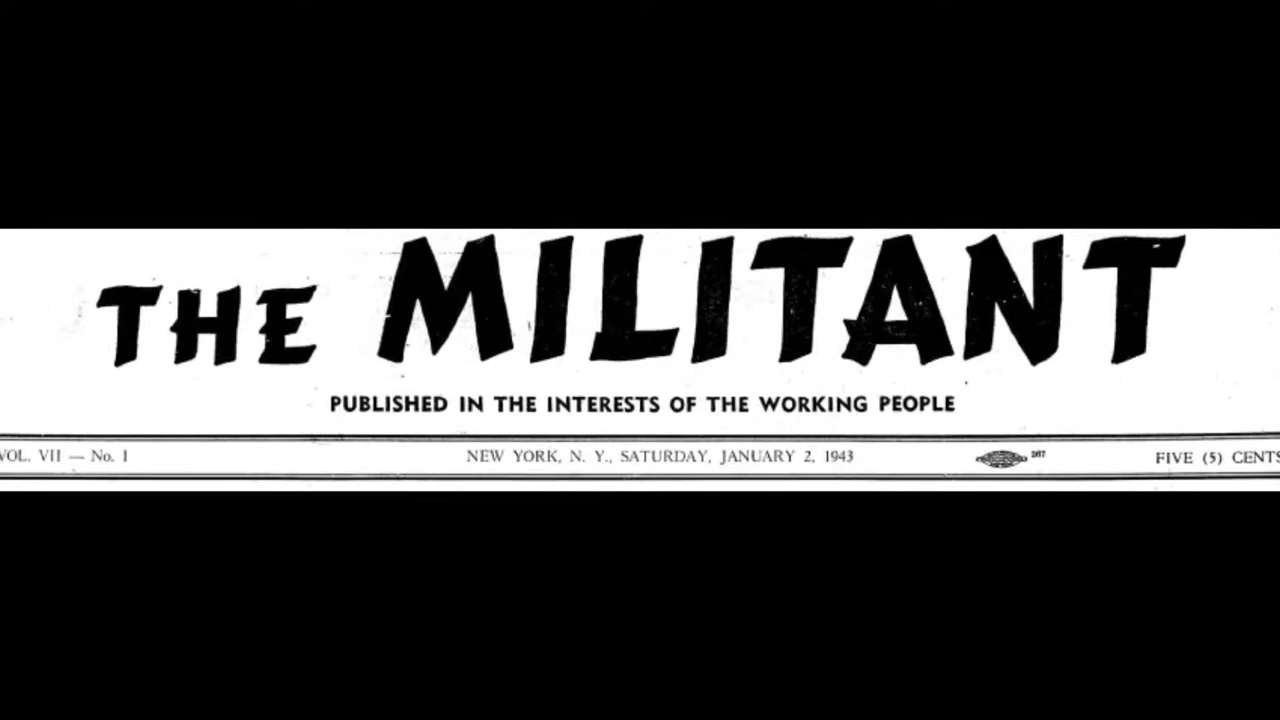 THE MILITANT
PUBLISHED IN THE INTERESTS OF THE WORKING PEOPLE
VOL. VII — No. 1 NEW YORK, N. Y., SATURDAY, JANUARY 2, 1943 267 FIVE (5) CENTS